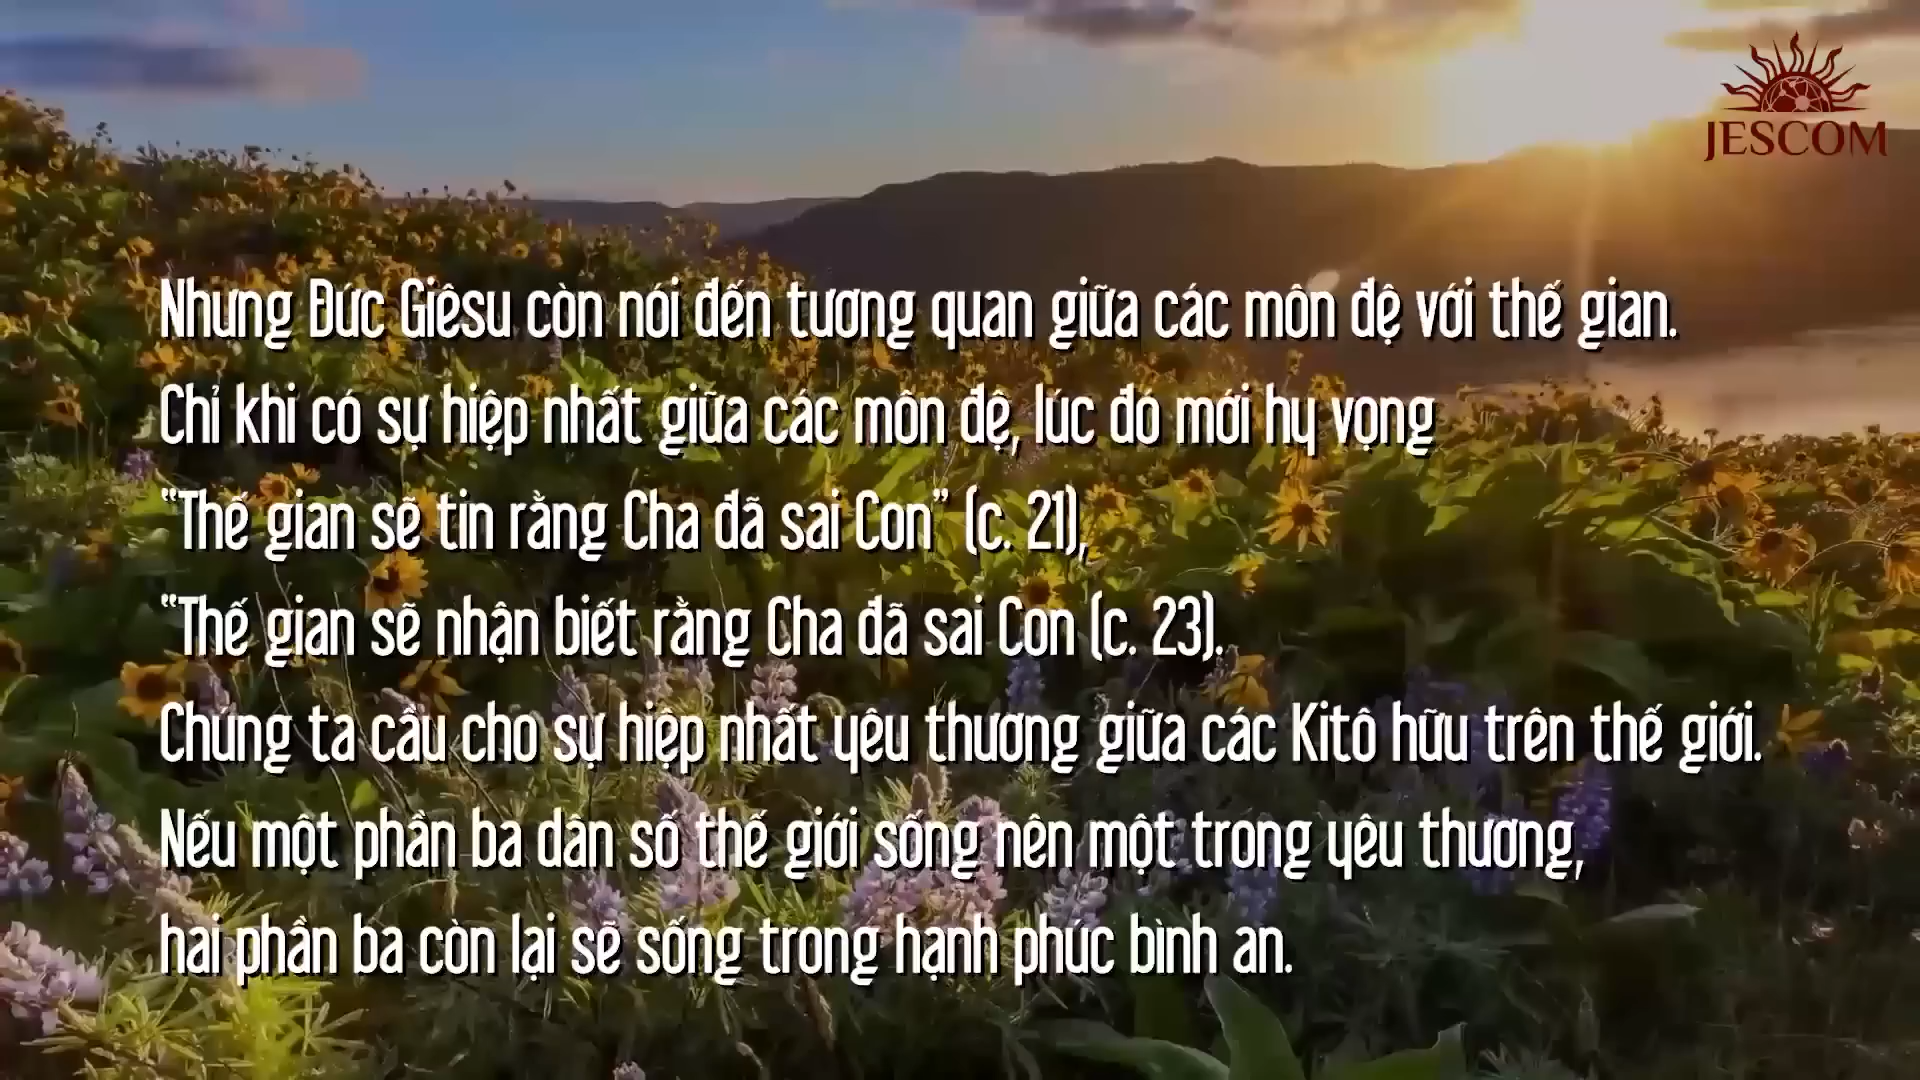 JESCOM
Nhưng Đức Giêsu còn nói đến tương quan giữa các môn đệ với thế gian.
Chỉ khi có sự hiệp nhất giữa các môn đệ, lúc đó mới hy vọng
“Thế gian sẽ tin rằng Cha đã sai Con” (c. 21),
“Thế gian sẽ nhận biết rằng Cha đã sai Con (c. 23).
Chúng ta cầu cho sự hiệp nhất yêu thương giữa các Kitô hữu trên thế giới.
Nếu một phần ba dân số thế giới sống nên một trong yêu thương,
hai phần ba còn lại sẽ sống trong hạnh phúc bình an.